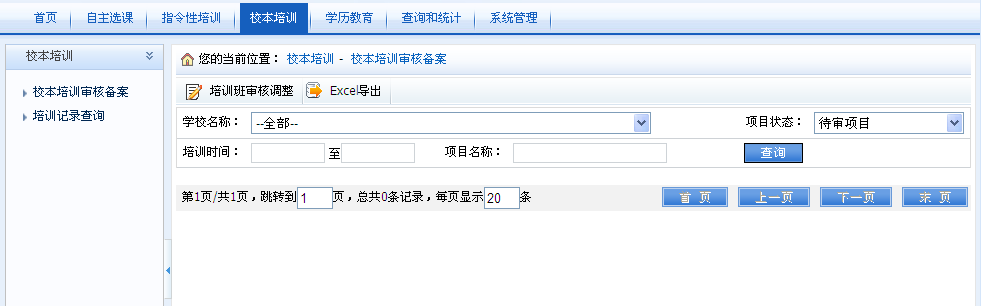 首页 自主选课 指令性培训 校本培训 学历教育 查询和统计 系统管理
校本培训
校本培训审核备案
培训记录查询
您的当前位置： 校本培训 - 校本培训审核备案
培训班审核调整 Excel导出
学校名称： --全部-- 项目状态： 待审项目
培训时间： 至 项目名称： 查询
第1页/共1页，跳转到 1 页，总共0条记录，每页显示 20 条 首 页 上一页 下一页 末 页